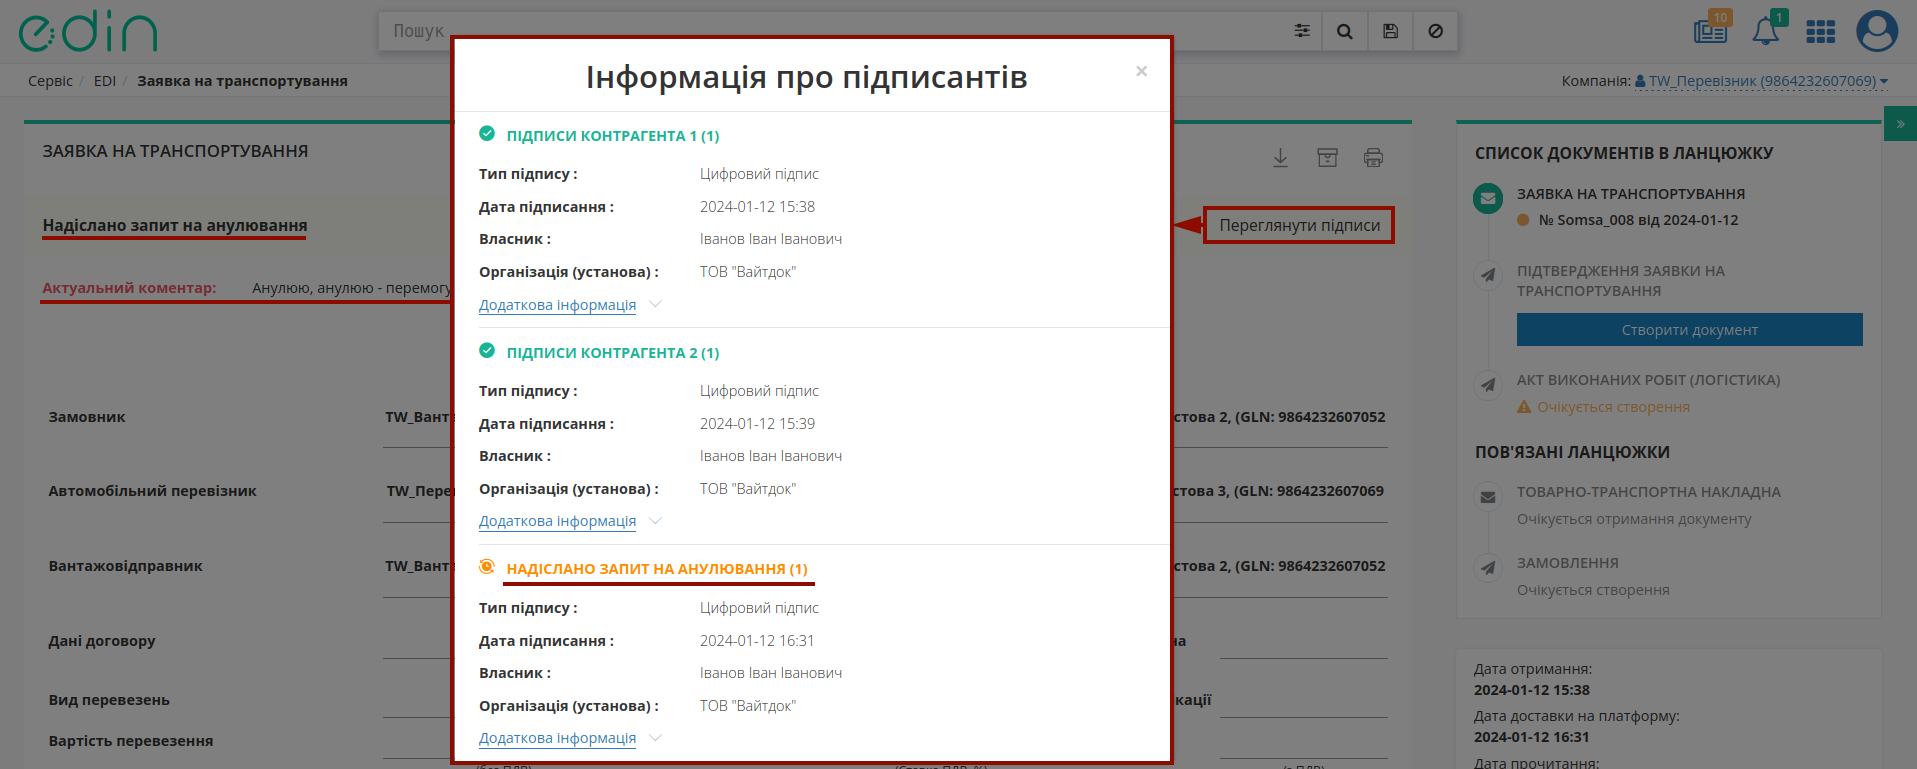 edin
Пошук
10
1
Сервіс / EDI / Заявка на транспортування
Компанія: TW_Перевізник (9864232607069)
ЗАЯВКА НА ТРАНСПОРТУВАННЯ
Надіслано запит на анулювання
Переглянути підписи
Актуальний коментар: Анулюю, анулюю - перемогу
Замовник
TW_Вант
стова 2, (GLN: 9864232607052
Автомобільний перевізник
TW_Пере
стова 3, (GLN: 9864232607069
Вантажовідправник
TW_Вант
стова 2, (GLN: 9864232607052
Дані договору
на
Вид перевезень
кації
Вартість перевезення
Інформація про підписантів
×
ПІДПИСИ КОНТРАГЕНТА 1 (1)
Тип підпису : Цифровий підпис
Дата підписання : 2024-01-12 15:38
Власник : Іванов Іван Іванович
Організація (установа) : ТОВ "Вайтдок"
Додаткова інформація
ПІДПИСИ КОНТРАГЕНТА 2 (1)
Тип підпису : Цифровий підпис
Дата підписання : 2024-01-12 15:39
Власник : Іванов Іван Іванович
Організація (установа) : ТОВ "Вайтдок"
Додаткова інформація
НАДІСЛАНО ЗАПИТ НА АНУЛЮВАННЯ (1)
Тип підпису : Цифровий підпис
Дата підписання : 2024-01-12 16:31
Власник : Іванов Іван Іванович
Організація (установа) : ТОВ "Вайтдок"
Додаткова інформація
»
СПИСОК ДОКУМЕНТІВ В ЛАНЦЮЖКУ
ЗАЯВКА НА ТРАНСПОРТУВАННЯ
№ Somsa_008 від 2024-01-12
ПІДТВЕРДЖЕННЯ ЗАЯВКИ НА
ТРАНСПОРТУВАННЯ
Створити документ
АКТ ВИКОНАНИХ РОБІТ (ЛОГІСТИКА)
Очікується створення
ПОВ'ЯЗАНІ ЛАНЦЮЖКИ
ТОВАРНО-ТРАНСПОРТНА НАКЛАДНА
Очікується отримання документу
ЗАМОВЛЕННЯ
Очікується створення
Дата отримання:
2024-01-12 15:38
Дата доставки на платформу:
2024-01-12 16:31
Дата прочитання: